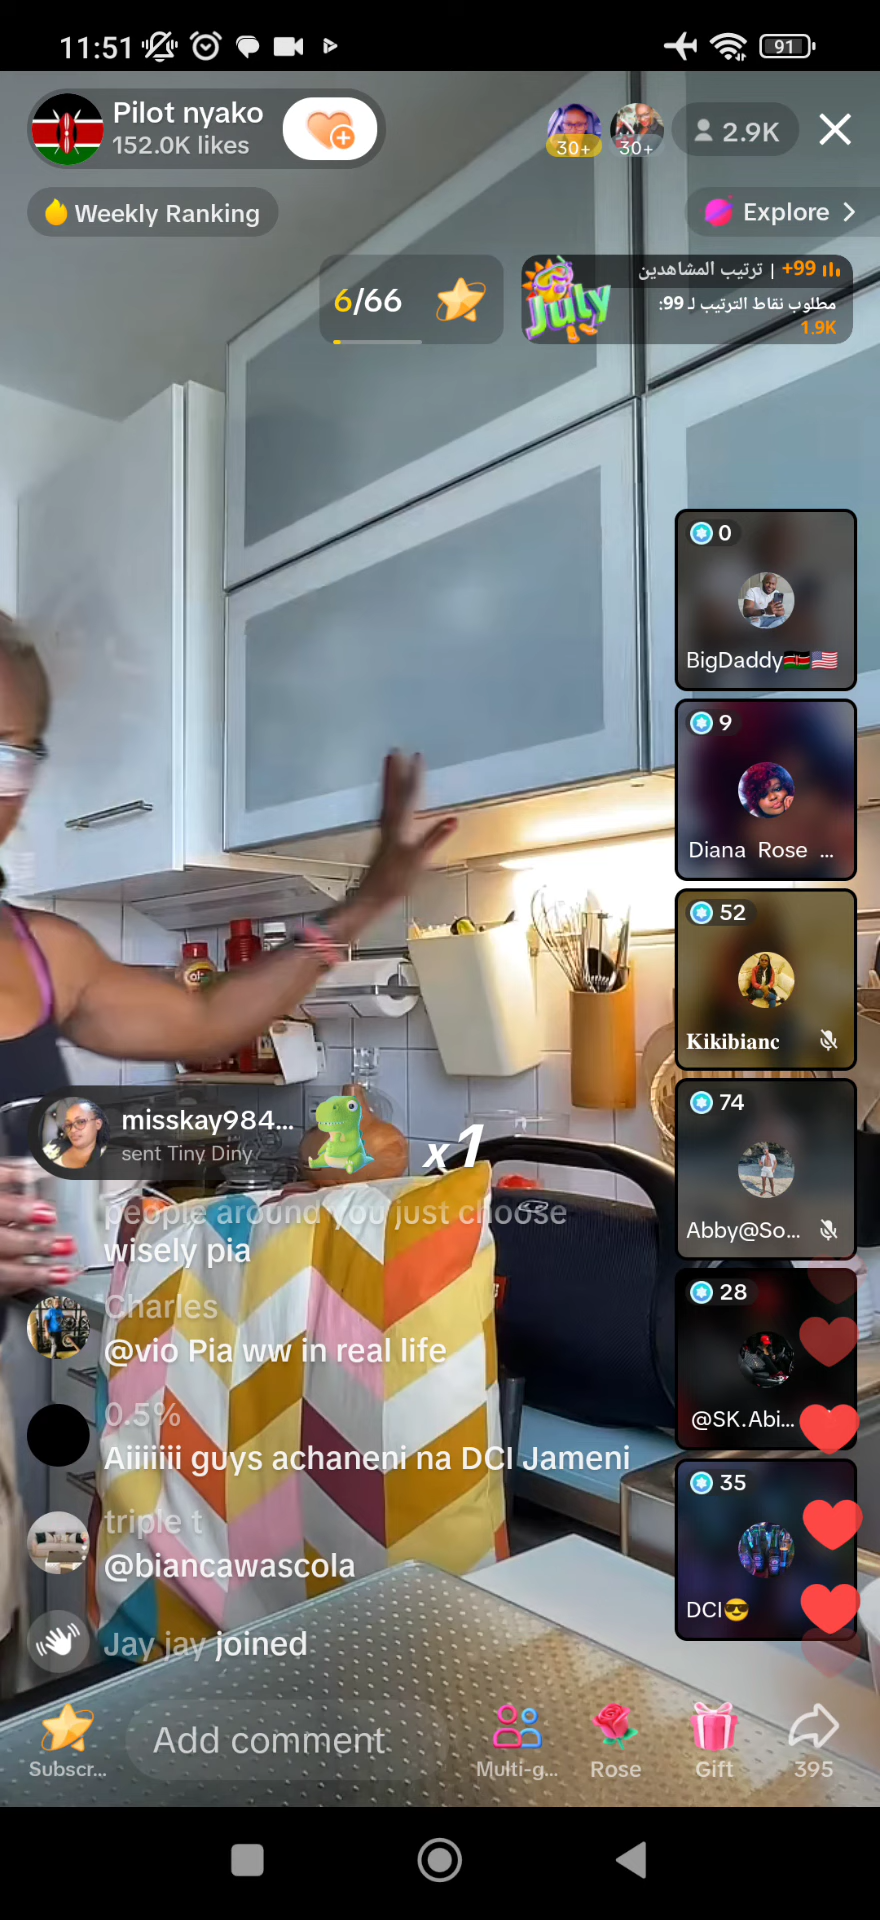 11:51
91
Pilot nyako
152.0K likes
30+
30+
2.9K
Weekly Ranking
Explore
6/66
July
ترتيب المشاهدين | 99+
مطلوب نقاط الترتيب لـ 99:
1.9K
0
BigDaddy🇰🇪🇺🇸
9
Diana Rose ...
52
Kikibianc
74
Abby@So...
28
@SK.Abi...
35
DCI😎
misskay984...
sent Tiny Diny
x1
people around you just choose
wisely pia
Charles
@vio Pia ww in real life
0.5%
Aiiiiiii guys achaneni na DCI Jameni
triple t
@biancawascola
Jay jay joined
Subscr...
Add comment
Multi-g...
Rose
Gift
395